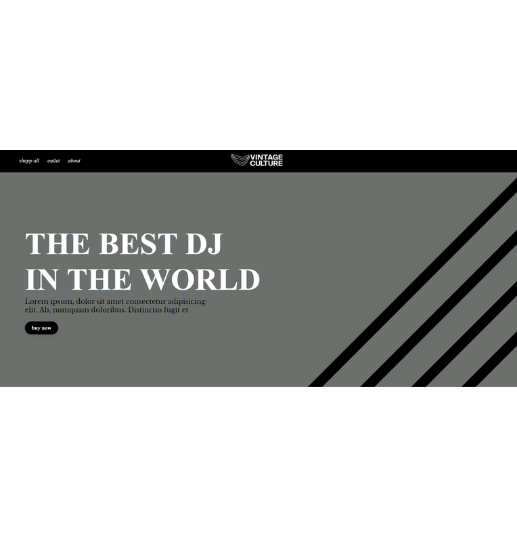 shopp all outlet about
VINTAGE
CULTURE
THE BEST DJ
IN THE WORLD
Lorem ipsum, dolor sit amet consectetur adipisicing
elit. Ab, numquam doloribus. Distinctio fugit et
buy now